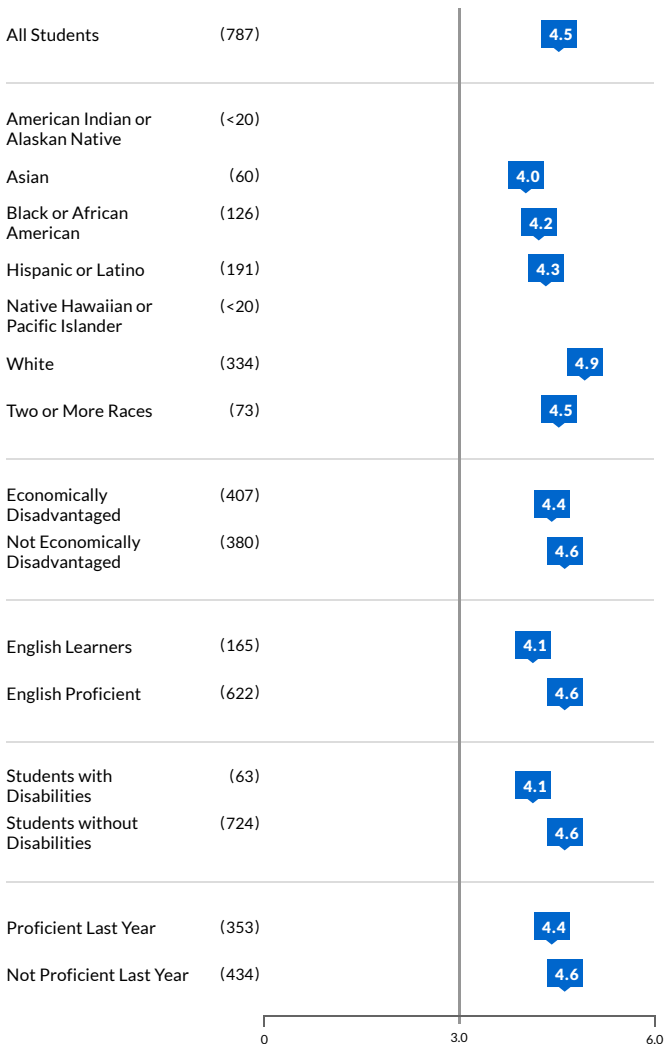 All Students (787) 4.5
American Indian or (<20)
Alaskan Native
Asian (60) 4.0
Black or African (126) 4.2
American
Hispanic or Latino (191) 4.3
Native Hawaiian or (<20)
Pacific Islander
White (334) 4.9
Two or More Races (73) 4.5
Economically (407) 4.4
Disadvantaged
Not Economically (380) 4.6
Disadvantaged
English Learners (165) 4.1
English Proficient (622) 4.6
Students with (63) 4.1
Disabilities
Students without (724) 4.6
Disabilities
Proficient Last Year (353) 4.4
Not Proficient Last Year (434) 4.6
0 3.0 6.0